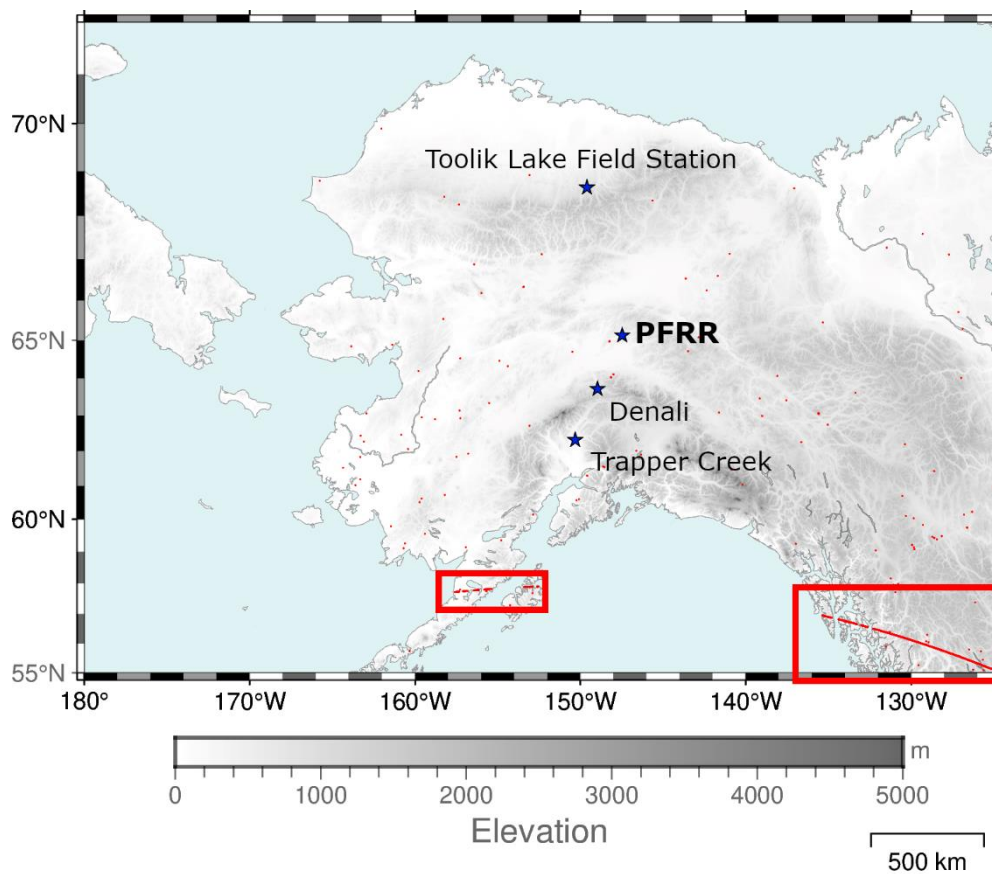 70°N
Toolik Lake Field Station
65°N
PFRR
Denali
Trapper Creek
60°N
55°N
180° 170°W 160°W 150°W 140°W 130°W
m
0 1000 2000 3000 4000 5000
Elevation
500 km